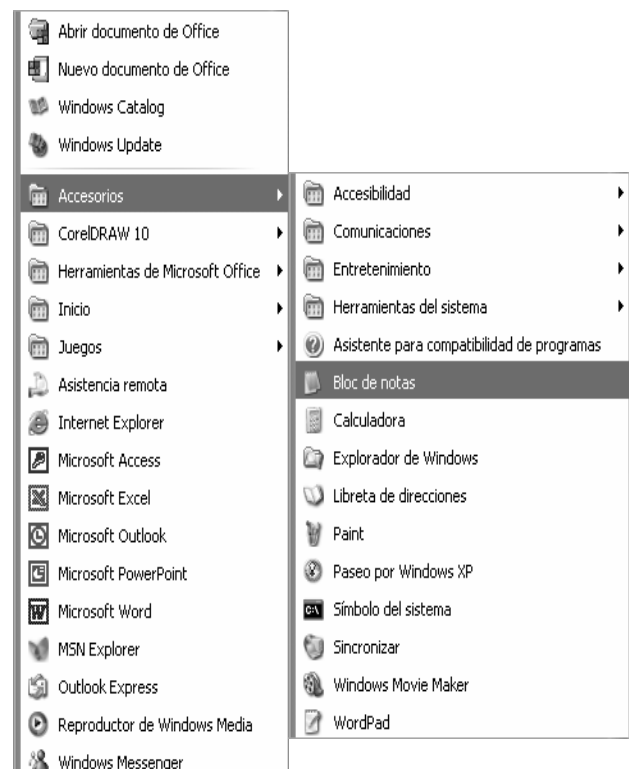 Abrir documento de Office
Nuevo documento de Office
Windows Catalog
Windows Update
Accesorios
CorelDRAW 10
Herramientas de Microsoft Office
Inicio
Juegos
Asistencia remota
Internet Explorer
Microsoft Access
Microsoft Excel
Microsoft Outlook
Microsoft PowerPoint
Microsoft Word
MSN Explorer
Outlook Express
Reproductor de Windows Media
Windows Messenger
Accesibilidad
Comunicaciones
Entretenimiento
Herramientas del sistema
Asistente para compatibilidad de programas
Bloc de notas
Calculadora
Explorador de Windows
Libreta de direcciones
Paint
Paseo por Windows XP
Símbolo del sistema
Sincronizar
Windows Movie Maker
WordPad